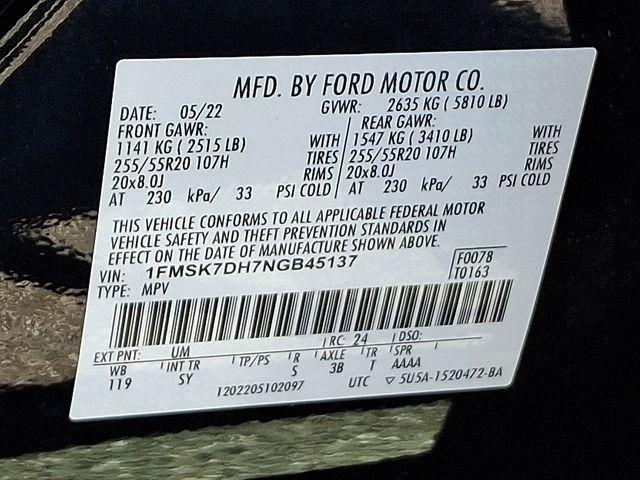 MFD. BY FORD MOTOR CO.
DATE: 05/22 GVWR: 2635 KG ( 5810 LB)
FRONT GAWR: REAR GAWR:
1141 KG ( 2515 LB) WITH 1547 KG ( 3410 LB) WITH
255/55R20 107H TIRES 255/55R20 107H TIRES
20x8.0J RIMS 20x8.0J RIMS
AT 230 kPa/ 33 PSI COLD AT 230 kPa/ 33 PSI COLD
THIS VEHICLE CONFORMS TO ALL APPLICABLE FEDERAL MOTOR
VEHICLE SAFETY AND THEFT PREVENTION STANDARDS IN
EFFECT ON THE DATE OF MANUFACTURE SHOWN ABOVE.
VIN: 1FMSK7DH7NGB45137 F0078
TYPE: MPV T0163
EXT PNT: UM RC: 24 DSO:
WB INT TR TP/PS R AXLE TR SPR
119 SY S 3B T AAAA
1202205102097 UTC ▽ 5U5A-1520472-BA